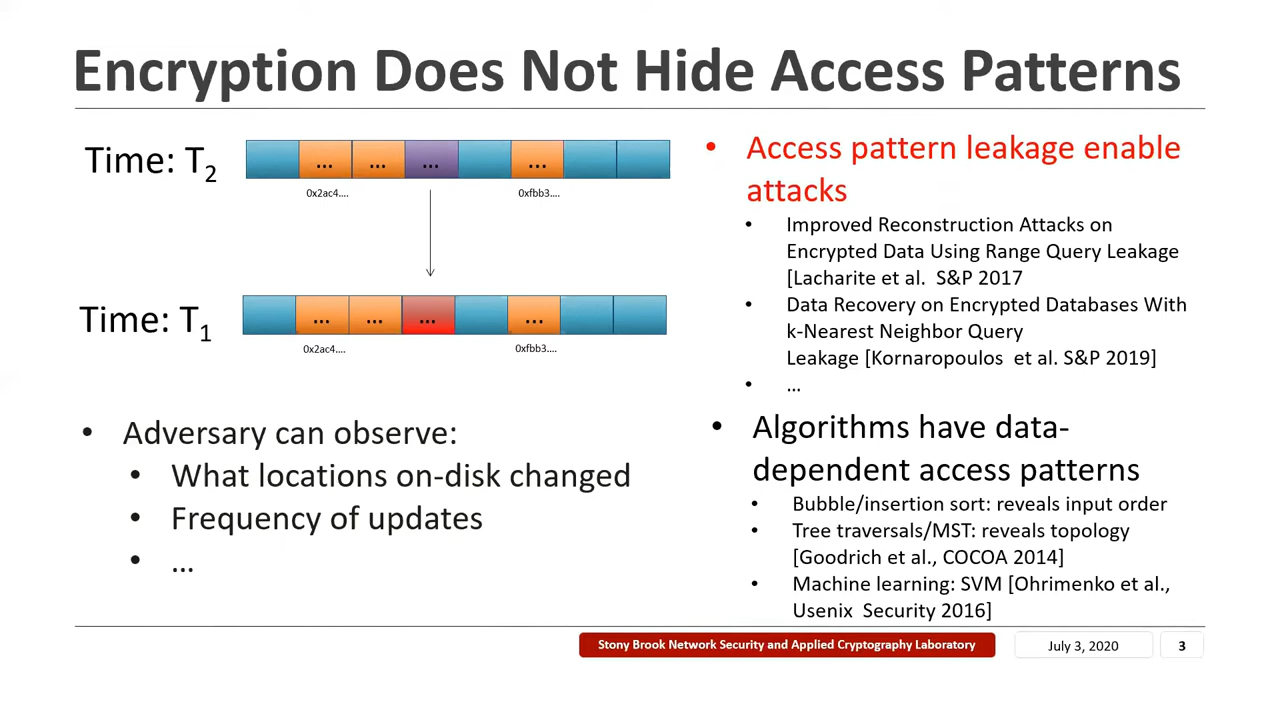 Encryption Does Not Hide Access Patterns
Time: T2
... ... ... ...
0x2ac4.... 0xfbb3....
Time: T1
... ... ... ...
0x2ac4.... 0xfbb3....
• Adversary can observe:
• What locations on-disk changed
• Frequency of updates
• ...
• Access pattern leakage enable
attacks
• Improved Reconstruction Attacks on
Encrypted Data Using Range Query Leakage
[Lacharite et al. S&P 2017
• Data Recovery on Encrypted Databases With
k-Nearest Neighbor Query
Leakage [Kornaropoulos et al. S&P 2019]
• ...
• Algorithms have data-
dependent access patterns
• Bubble/insertion sort: reveals input order
• Tree traversals/MST: reveals topology
[Goodrich et al., COCOA 2014]
• Machine learning: SVM [Ohrimenko et al.,
Usenix Security 2016]
Stony Brook Network Security and Applied Cryptography Laboratory
July 3, 2020
3